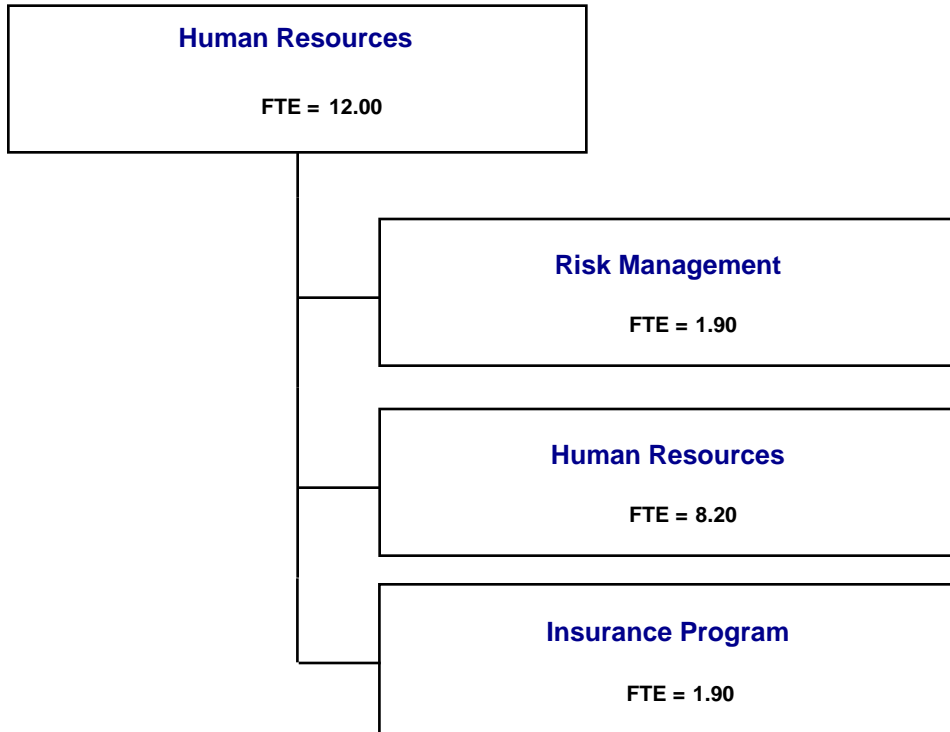 Human Resources
FTE = 12.00
Risk Management
FTE = 1.90
Human Resources
FTE = 8.20
Insurance Program
FTE = 1.90